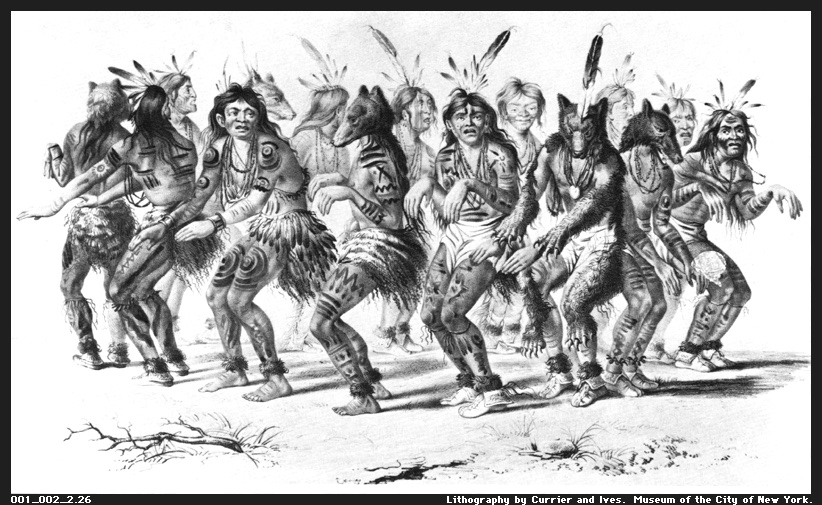 001_002_2.26
Lithography by Currier and Ives. Museum of the City of New York.